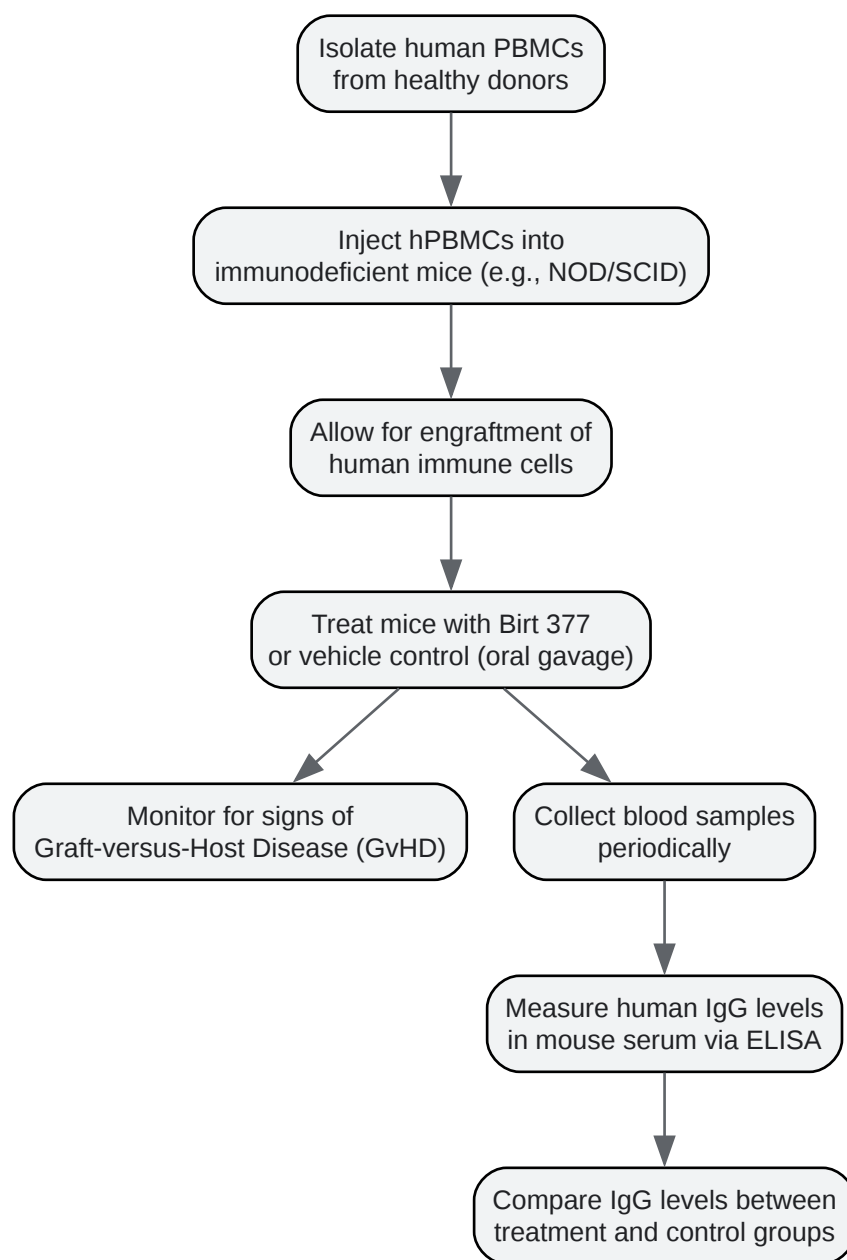 Isolate human PBMCs
from healthy donors
Inject hPBMCs into
immunodeficient mice (e.g., NOD/SCID)
Allow for engraftment of
human immune cells
Treat mice with Birt 377
or vehicle control (oral gavage)
Monitor for signs of
Graft-versus-Host Disease (GvHD)
Collect blood samples
periodically
Measure human IgG levels
in mouse serum via ELISA
Compare IgG levels between
treatment and control groups